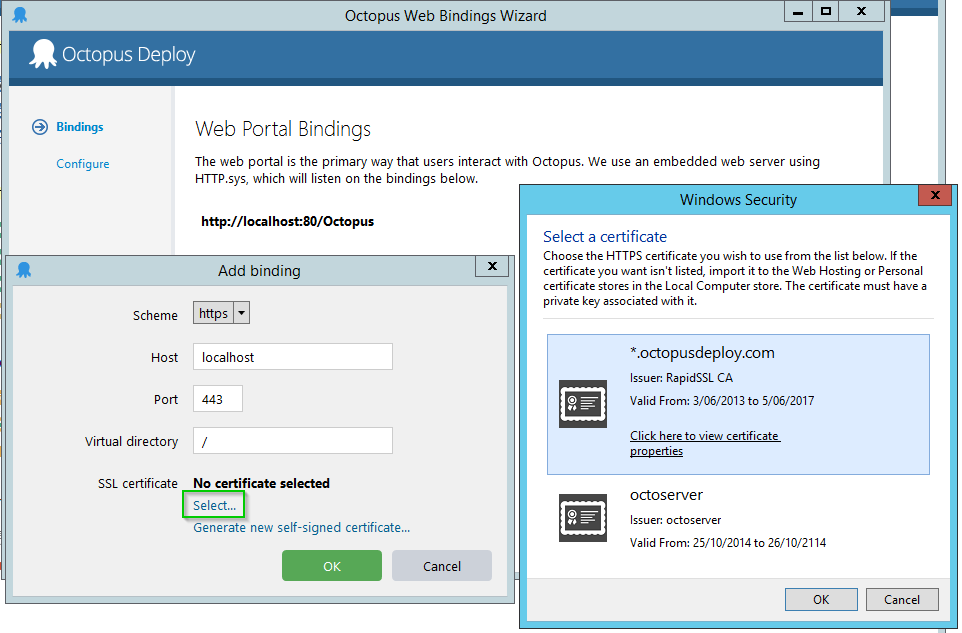 Octopus Web Bindings Wizard
Octopus Deploy
Bindings
Configure
Web Portal Bindings
The web portal is the primary way that users interact with Octopus. We use an embedded web server using
HTTP.sys, which will listen on the bindings below.
http://localhost:80/Octopus
Add binding
Scheme
https
Host
localhost
Port
443
Virtual directory
/
SSL certificate
No certificate selected
Select...
Generate new self-signed certificate...
OK
Cancel
Windows Security
Select a certificate
Choose the HTTPS certificate you wish to use from the list below. If the
certificate you want isn't listed, import it to the Web Hosting or Personal
certificate stores in the Local Computer store. The certificate must have a
private key associated with it.
*.octopusdeploy.com
Issuer: RapidSSL CA
Valid From: 3/06/2013 to 5/06/2017
Click here to view certificate
properties
octoserver
Issuer: octoserver
Valid From: 25/10/2014 to 26/10/2114
OK
Cancel